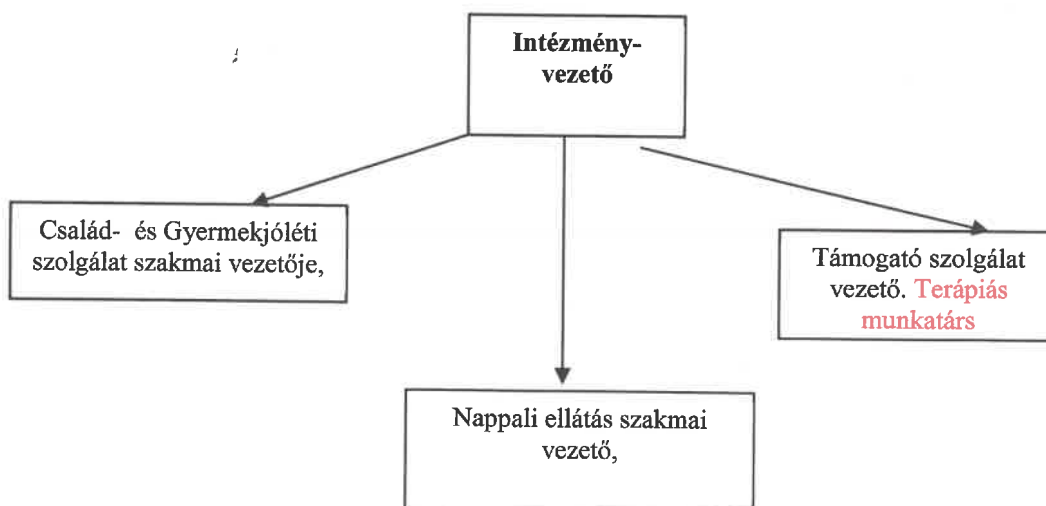 Intézmény-
vezető
Család- és Gyermekjóléti
szolgálat szakmai vezetője,
Támogató szolgálat
vezető. Terápiás
munkatárs
Nappali ellátás szakmai
vezető,